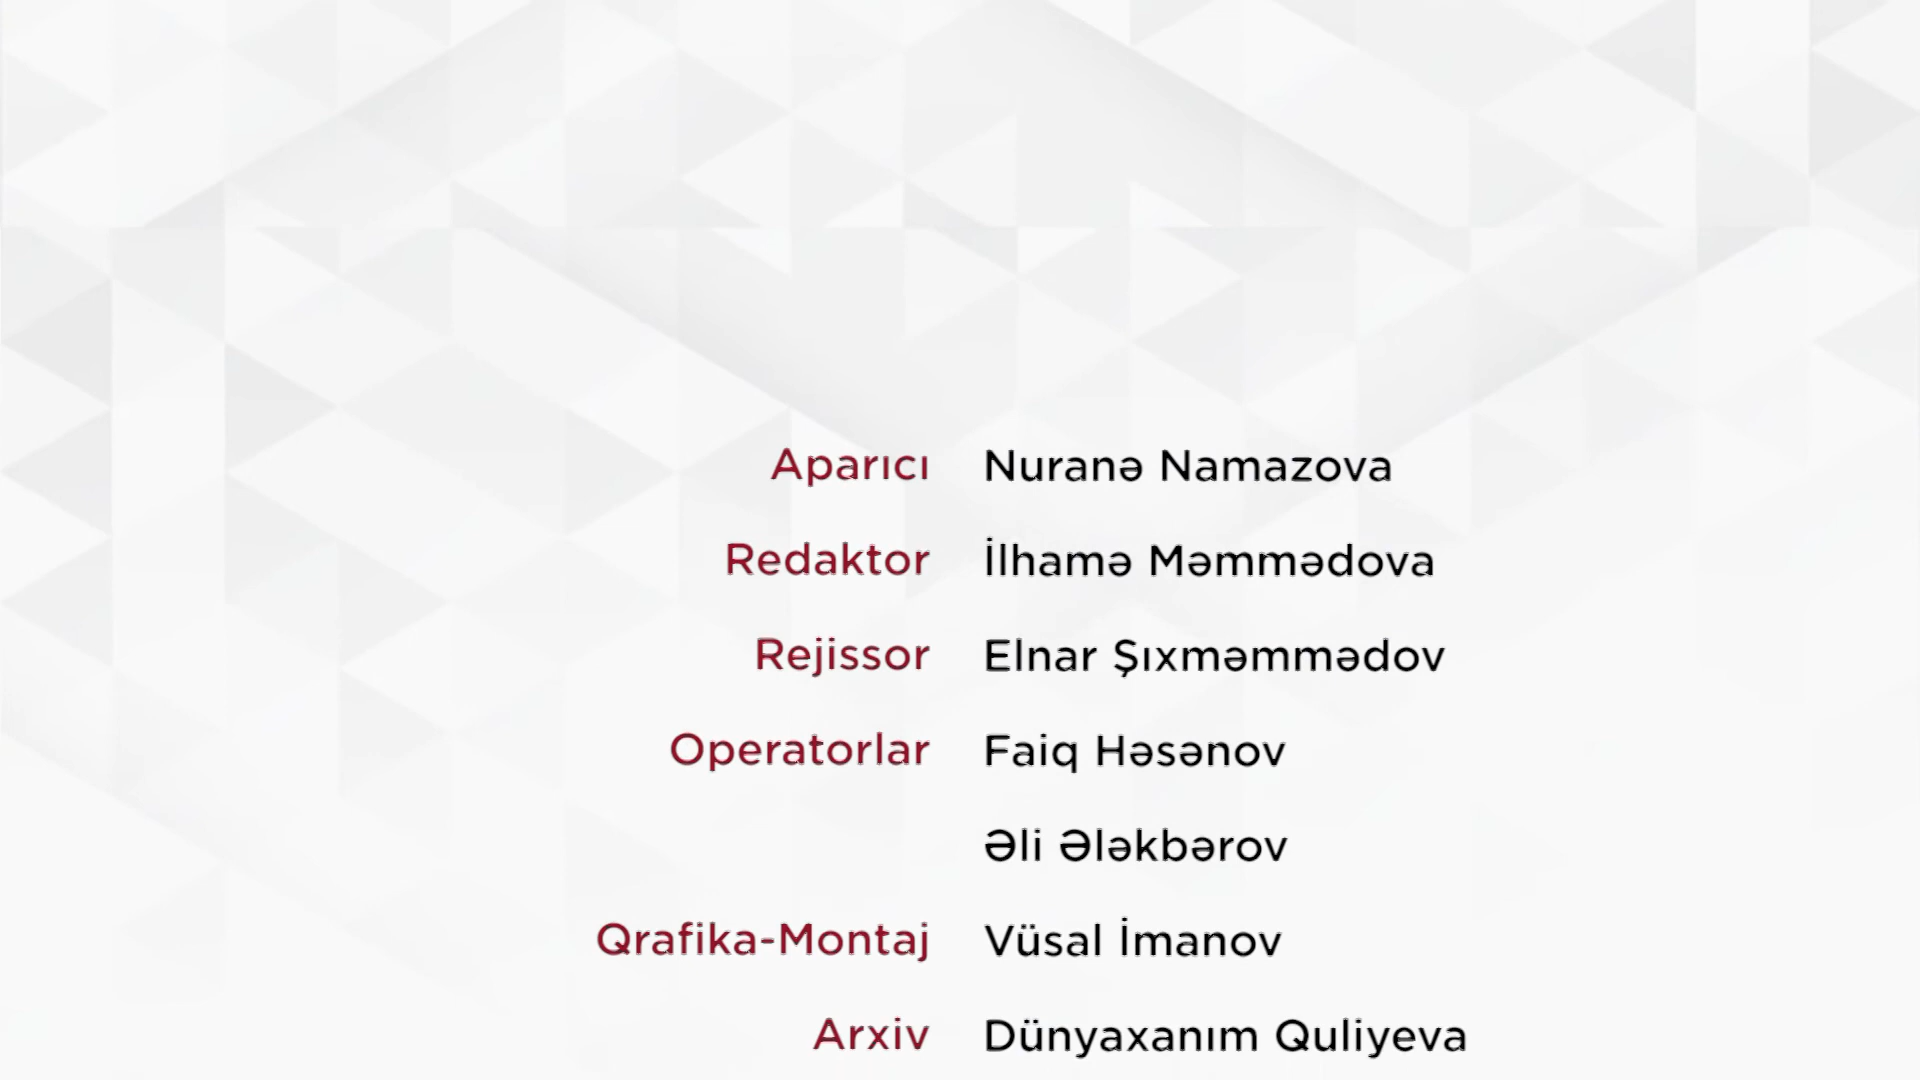 Aparıcı Nuranə Namazova
Redaktor İlhamə Məmmədova
Rejissor Elnar Şıxməmmədov
Operatorlar Faiq Həsənov
Əli Ələkbərov
Qrafika-Montaj Vüsal İmanov
Arxiv Dünyaxanım Quliyeva